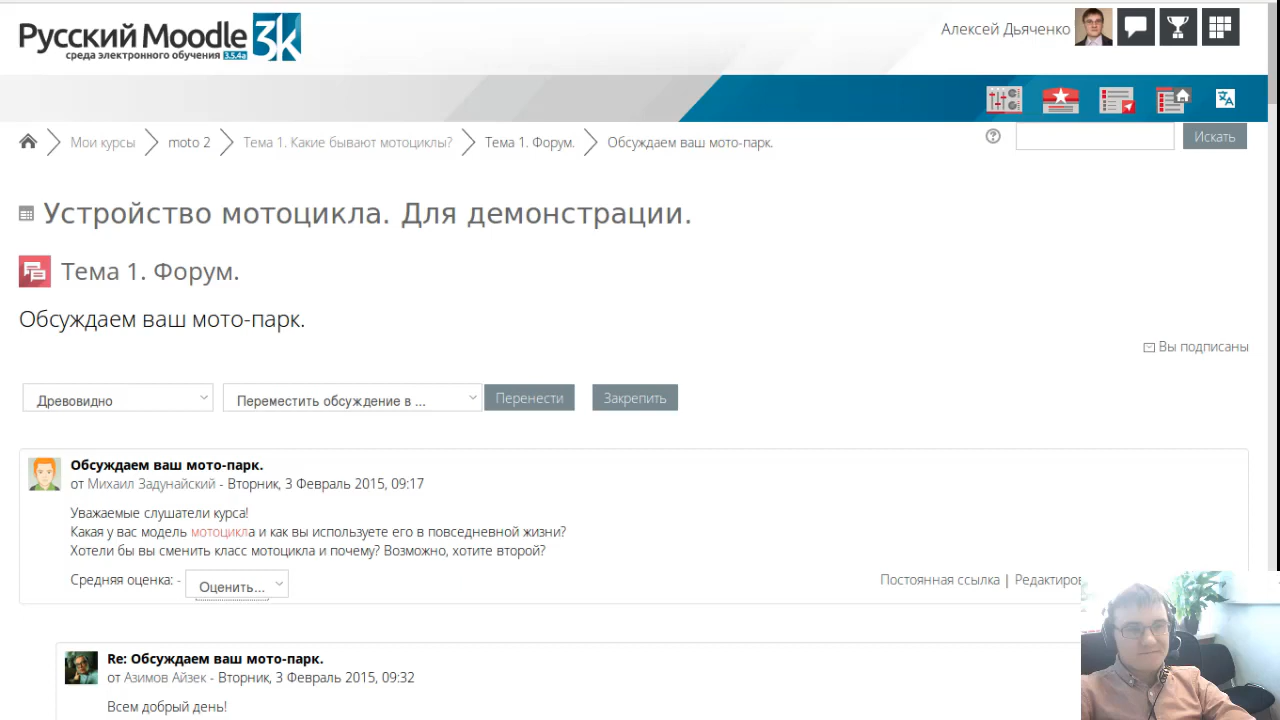 Русский Moodle 3k
среда электронного обучения 3.5.4a
Алексей Дьяченко
Мои курсы
moto 2
Тема 1. Какие бывают мотоциклы?
Тема 1. Форум.
Обсуждаем ваш мото-парк.
Искать
Устройство мотоцикла. Для демонстрации.
Тема 1. Форум.
Обсуждаем ваш мото-парк.
Вы подписаны
Древовидно
Переместить обсуждение в ...
Перенести
Закрепить
Обсуждаем ваш мото-парк.
от Михаил Задунайский - Вторник, 3 Февраль 2015, 09:17
Уважаемые слушатели курса!
Какая у вас модель мотоцикла и как вы используете его в повседневной жизни?
Хотели бы вы сменить класс мотоцикла и почему? Возможно, хотите второй?
Средняя оценка: - Оценить...
Постоянная ссылка | Редактиров
Re: Обсуждаем ваш мото-парк.
от Азимов Айзек - Вторник, 3 Февраль 2015, 09:32
Всем добрый день!